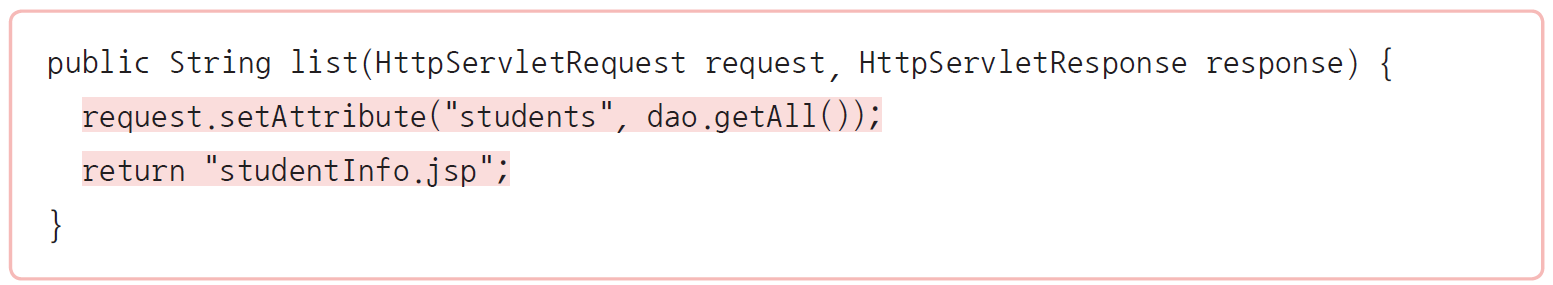 public String list(HttpServletRequest request, HttpServletResponse response) {
request.setAttribute("students", dao.getAll());
return "studentInfo.jsp";
}